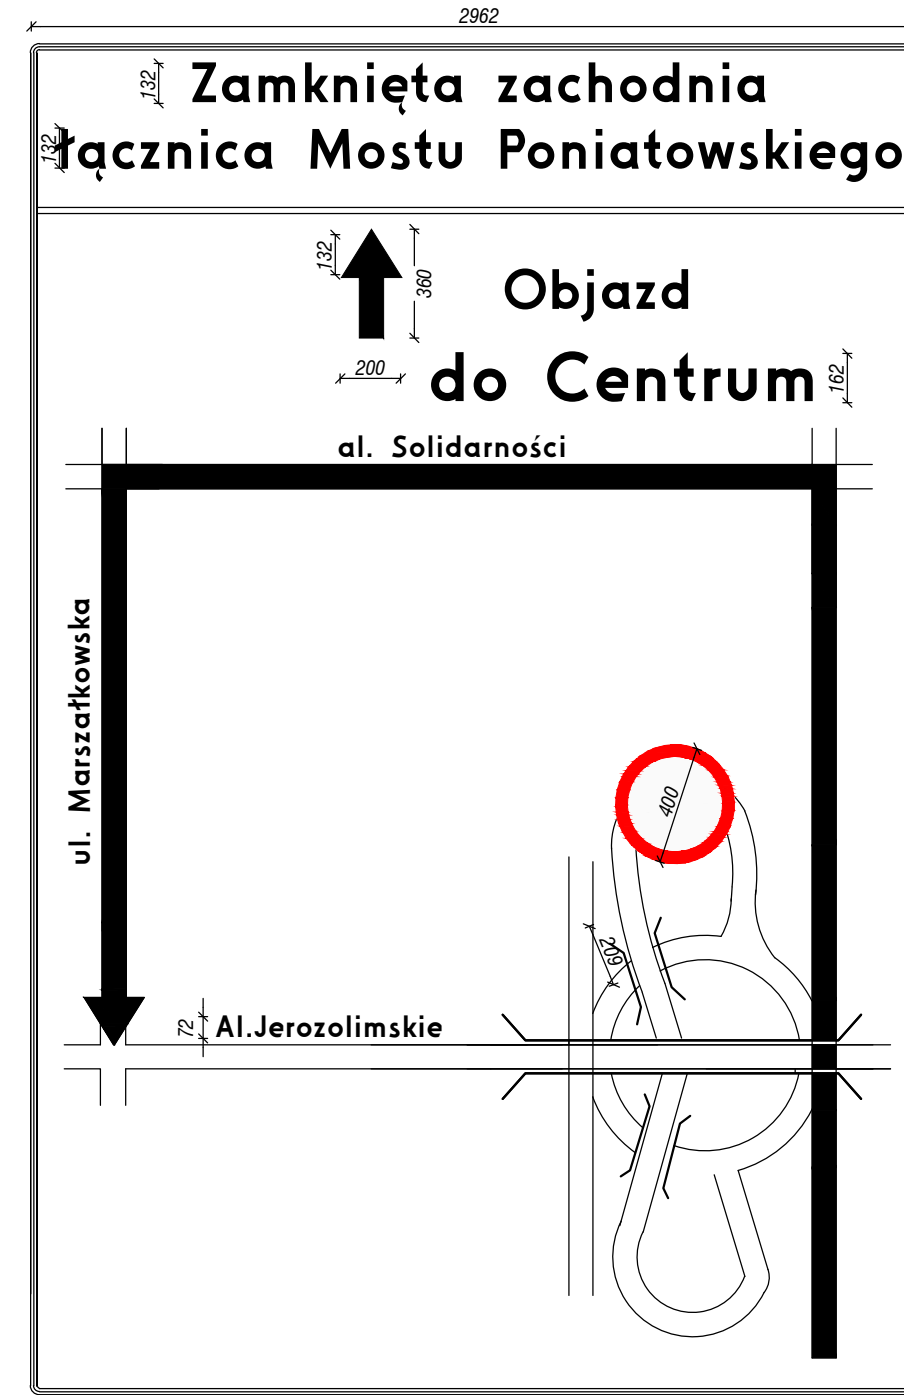 2962
132 Zamknięta zachodnia
132 łącznica Mostu Poniatowskiego
132
360
Objazd
200
do Centrum
162
al. Solidarności
ul. Marszałkowska
400
209
72
Al.Jerozolimskie